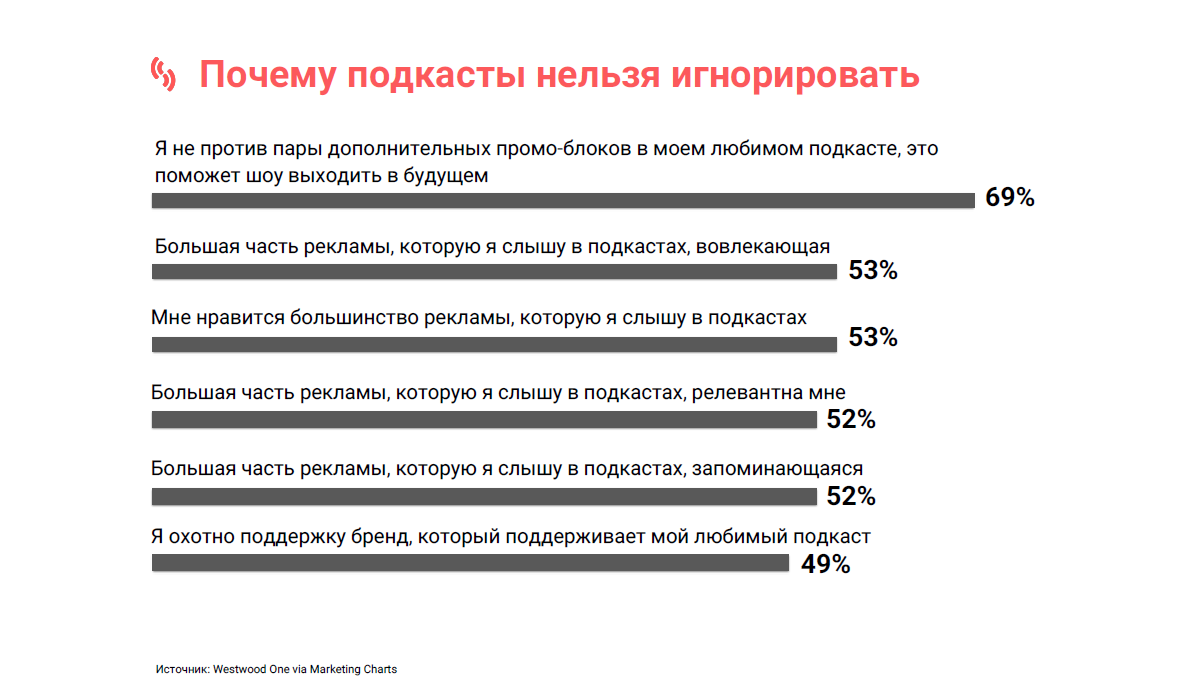 Почему подкасты нельзя игнорировать
Я не против пары дополнительных промо-блоков в моем любимом подкасте, это
поможет шоу выходить в будущем
69%
Большая часть рекламы, которую я слышу в подкастах, вовлекающая
53%
Мне нравится большинство рекламы, которую я слышу в подкастах
53%
Большая часть рекламы, которую я слышу в подкастах, релевантна мне
52%
Большая часть рекламы, которую я слышу в подкастах, запоминающаяся
52%
Я охотно поддержку бренд, который поддерживает мой любимый подкаст
49%
Источник: Westwood One via Marketing Charts